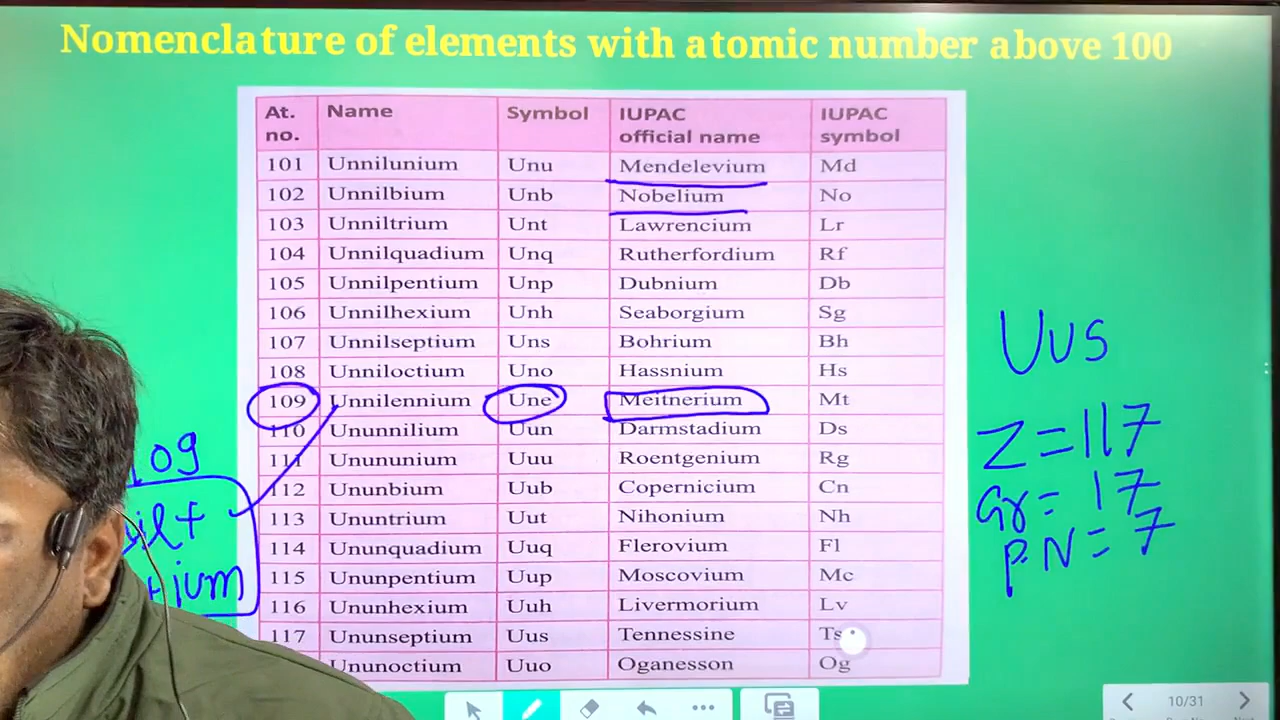 Nomenclature of elements with atomic number above 100
At. no. Name Symbol IUPAC official name IUPAC symbol
101 Unnilunium Unu Mendelevium Md
102 Unnilbium Unb Nobelium No
103 Unniltrium Unt Lawrencium Lr
104 Unnilquadium Unq Rutherfordium Rf
105 Unnilpentium Unp Dubnium Db
106 Unnilhexium Unh Seaborgium Sg
107 Unnilseptium Uns Bohrium Bh
108 Unniloctium Uno Hassnium Hs
109 Unnilennium Une Meitnerium Mt
110 Ununnilium Uun Darmstadium Ds
111 Unununium Uuu Roentgenium Rg
112 Ununbium Uub Copernicium Cn
113 Ununtrium Uut Nihonium Nh
114 Ununquadium Uuq Flerovium Fl
115 Ununpentium Uup Moscovium Mc
116 Ununhexium Uuh Livermorium Lv
117 Ununseptium Uus Tennessine Ts
Ununoctium Uuo Oganesson Og
Uus
Z=117
Gr= 17
P.N= 7
10/31